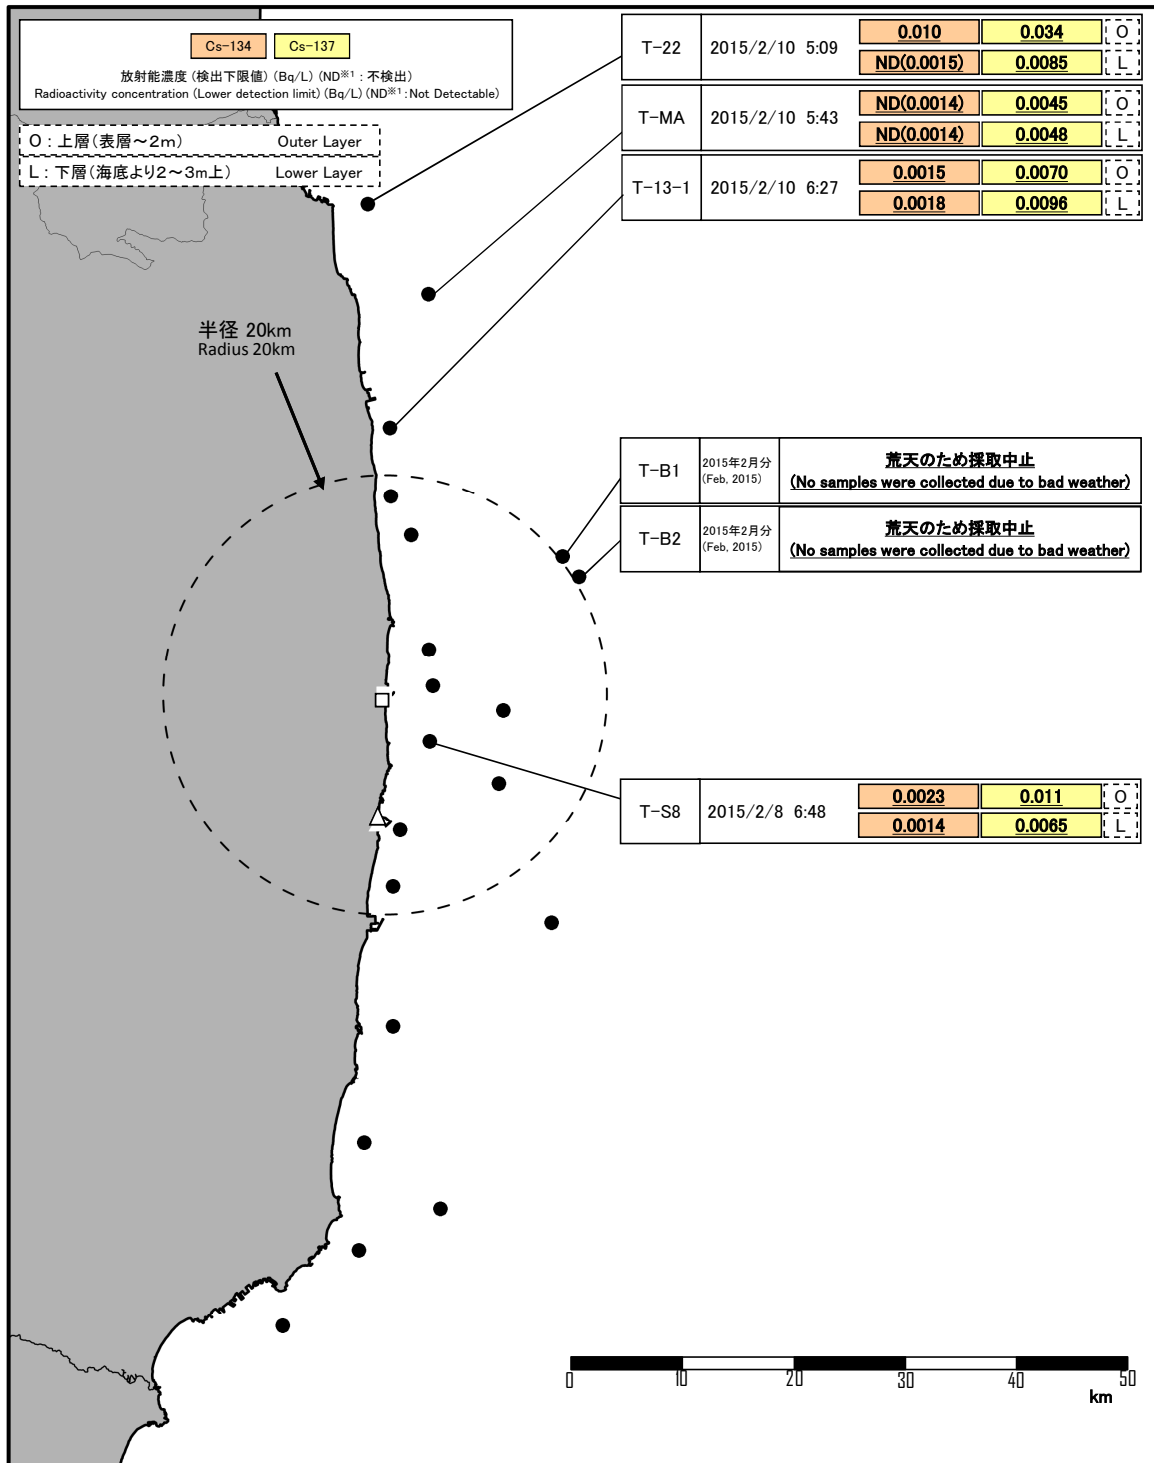 Cs-134 Cs-137
放射能濃度 (検出下限値) (Bq/L) (ND※1 : 不検出)
Radioactivity concentration (Lower detection limit) (Bq/L) (ND※1 : Not Detectable)
O : 上層(表層～2m) Outer Layer
L : 下層(海底より2～3m上) Lower Layer
T-22 2015/2/10 5:09
0.010 0.034 O
ND(0.0015) 0.0085 L
T-MA 2015/2/10 5:43
ND(0.0014) 0.0045 O
ND(0.0014) 0.0048 L
T-13-1 2015/2/10 6:27
0.0015 0.0070 O
0.0018 0.0096 L
半径 20km
Radius 20km
T-B1
2015年2月分
(Feb, 2015)
荒天のため採取中止
(No samples were collected due to bad weather)
T-B2
2015年2月分
(Feb, 2015)
荒天のため採取中止
(No samples were collected due to bad weather)
T-S8 2015/2/8 6:48
0.0023 0.011 O
0.0014 0.0065 L
0 10 20 30 40 50
km